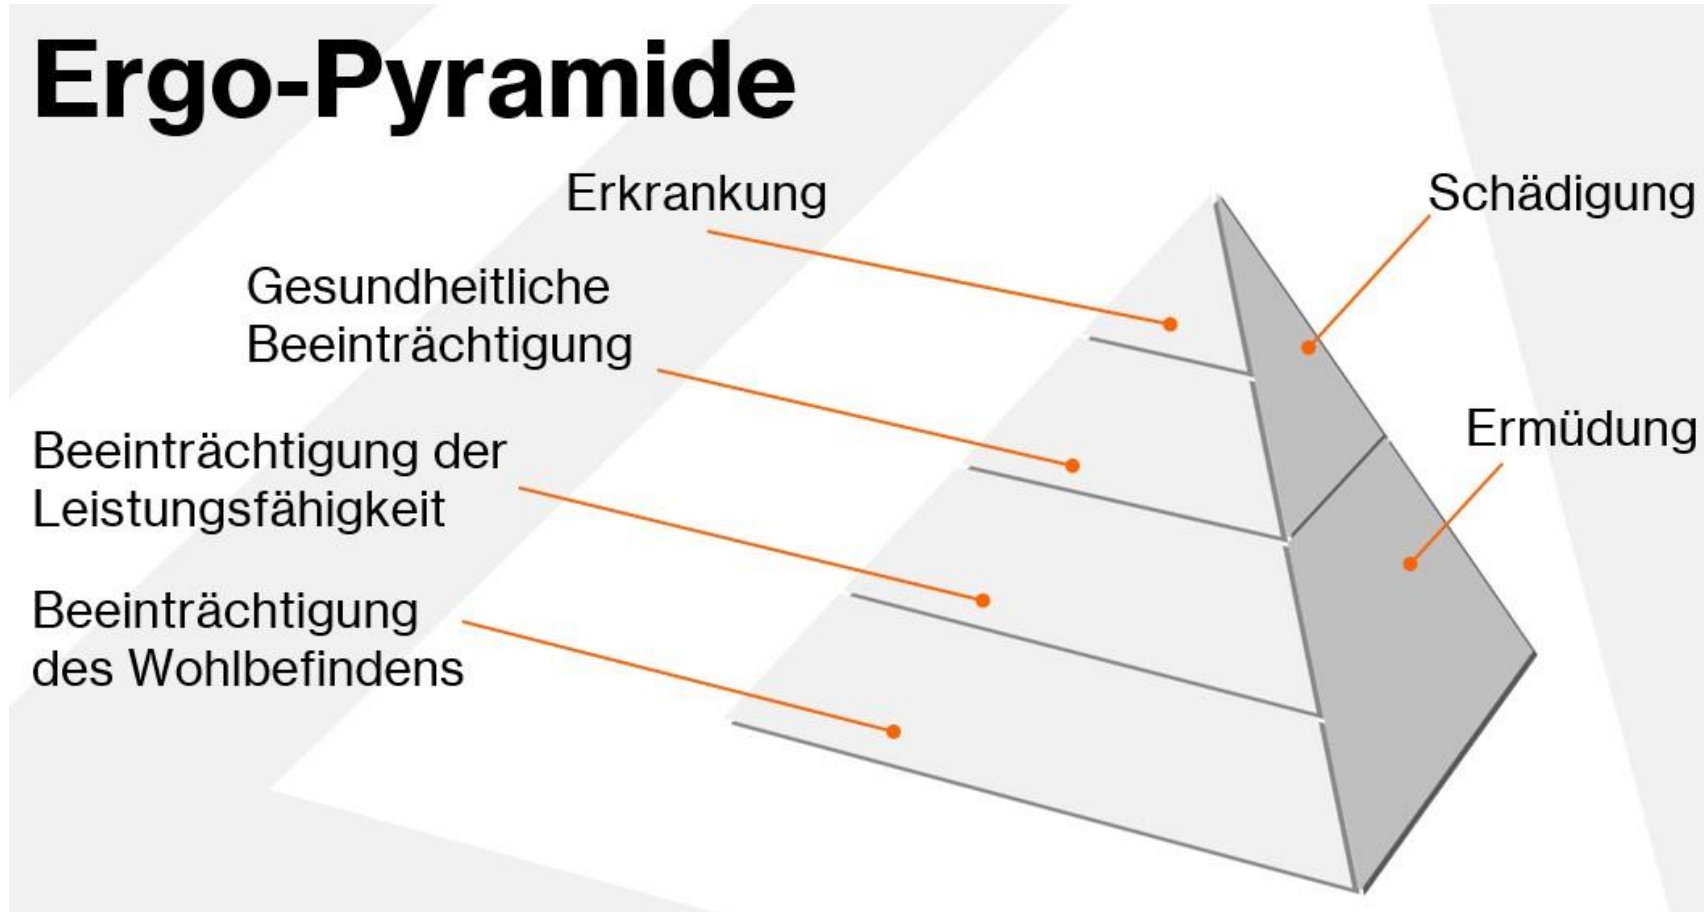 Ergo-Pyramide
Erkrankung
Schädigung
Gesundheitliche
Beeinträchtigung
Ermüdung
Beeinträchtigung der
Leistungsfähigkeit
Beeinträchtigung
des Wohlbefindens